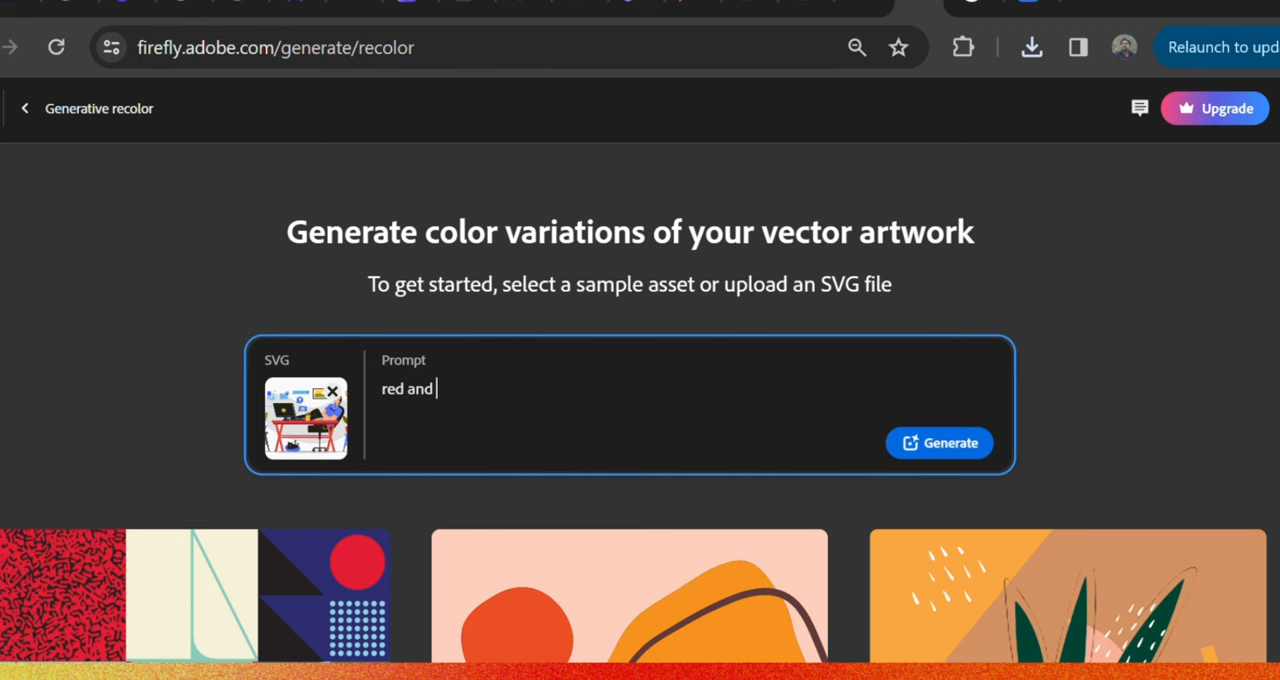 firefly.adobe.com/generate/recolor
Relaunch to upd
Generative recolor
Upgrade
Generate color variations of your vector artwork
To get started, select a sample asset or upload an SVG file
SVG
Prompt
red and
Generate